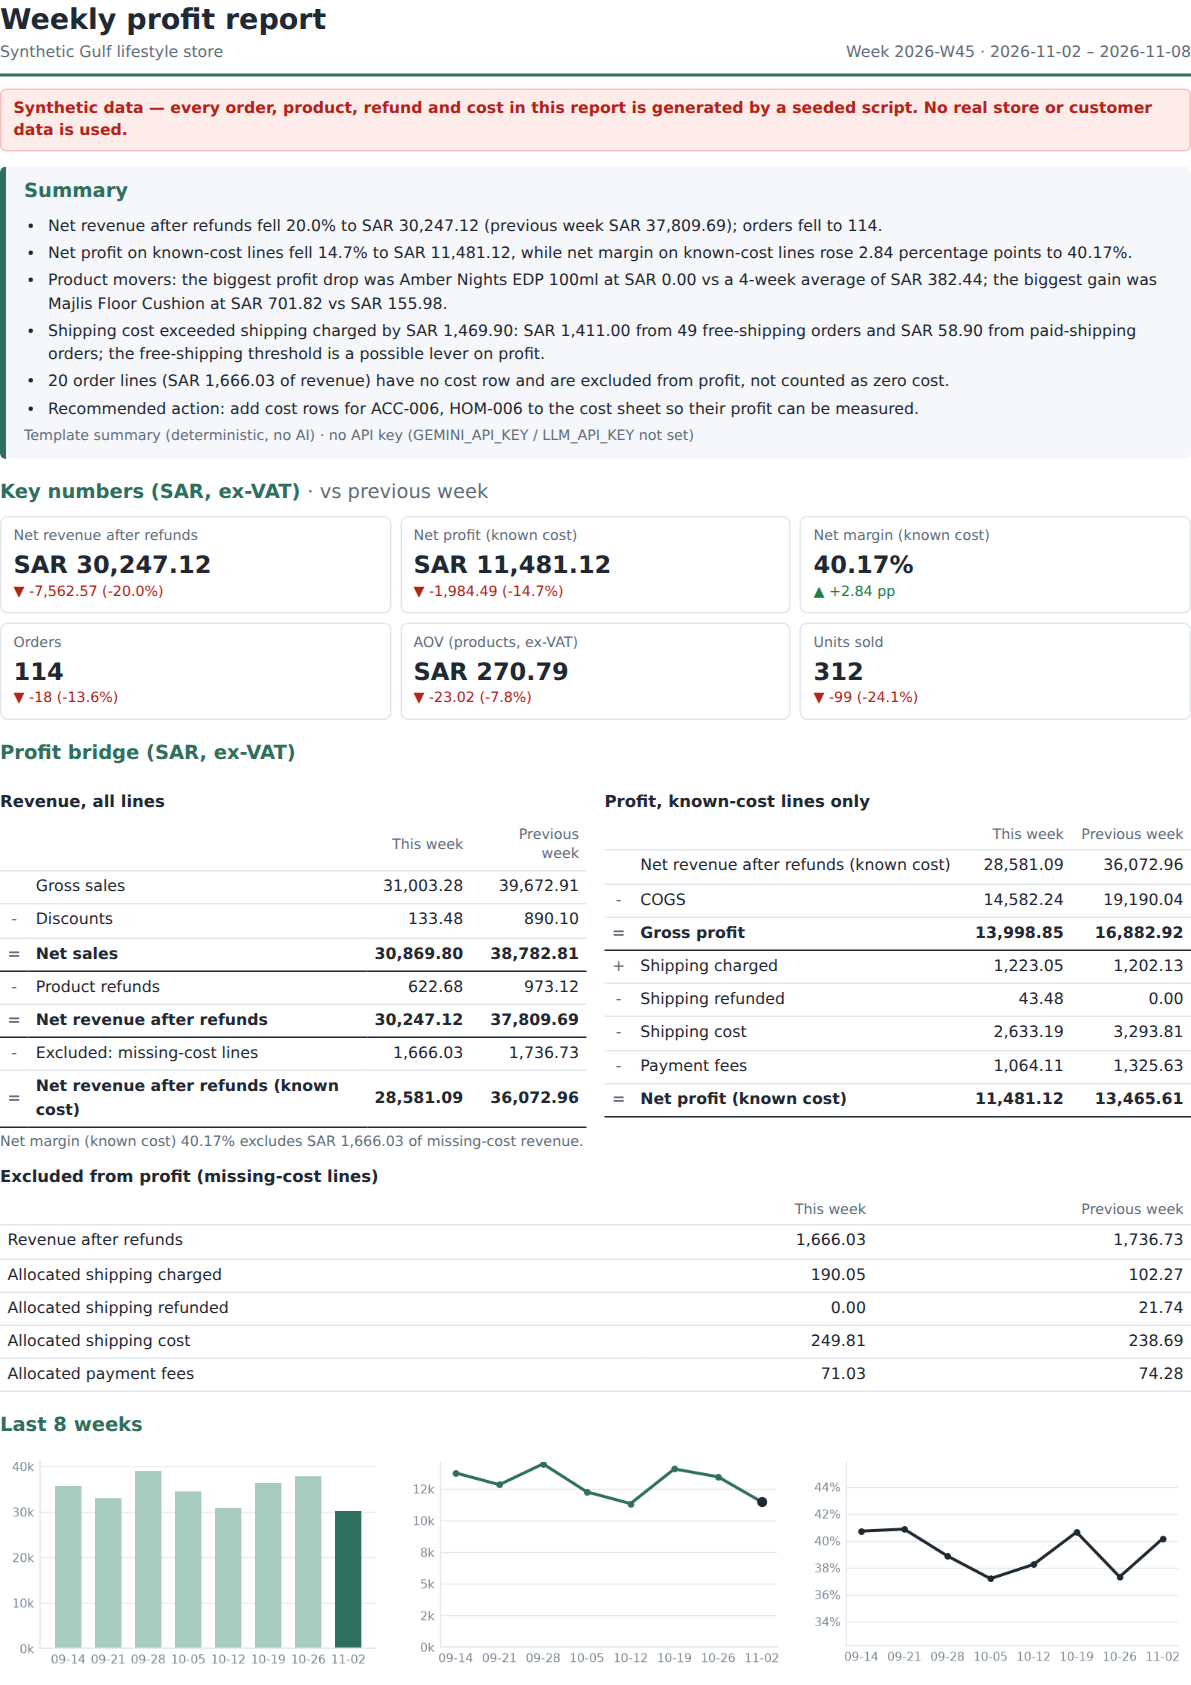 Weekly profit report
Synthetic Gulf lifestyle store
Week 2026-W45 · 2026-11-02 – 2026-11-08
Synthetic data — every order, product, refund and cost in this report is generated by a seeded script. No real store or customer
data is used.
Summary
• Net revenue after refunds fell 20.0% to SAR 30,247.12 (previous week SAR 37,809.69); orders fell to 114.
• Net profit on known-cost lines fell 14.7% to SAR 11,481.12, while net margin on known-cost lines rose 2.84 percentage points to 40.17%.
• Product movers: the biggest profit drop was Amber Nights EDP 100ml at SAR 0.00 vs a 4-week average of SAR 382.44; the biggest gain was
Majlis Floor Cushion at SAR 701.82 vs SAR 155.98.
• Shipping cost exceeded shipping charged by SAR 1,469.90: SAR 1,411.00 from 49 free-shipping orders and SAR 58.90 from paid-shipping
orders; the free-shipping threshold is a possible lever on profit.
• 20 order lines (SAR 1,666.03 of revenue) have no cost row and are excluded from profit, not counted as zero cost.
• Recommended action: add cost rows for ACC-006, HOM-006 to the cost sheet so their profit can be measured.
Template summary (deterministic, no AI) · no API key (GEMINI_API_KEY / LLM_API_KEY not set)
Key numbers (SAR, ex-VAT) · vs previous week
Net revenue after refunds
SAR 30,247.12
▼ -7,562.57 (-20.0%)
Net profit (known cost)
SAR 11,481.12
▼ -1,984.49 (-14.7%)
Net margin (known cost)
40.17%
▲ +2.84 pp
Orders
114
▼ -18 (-13.6%)
AOV (products, ex-VAT)
SAR 270.79
▼ -23.02 (-7.8%)
Units sold
312
▼ -99 (-24.1%)
Profit bridge (SAR, ex-VAT)
Revenue, all lines
This week Previous
week
Gross sales 31,003.28 39,672.91
- Discounts 133.48 890.10
= Net sales 30,869.80 38,782.81
- Product refunds 622.68 973.12
= Net revenue after refunds 30,247.12 37,809.69
- Excluded: missing-cost lines 1,666.03 1,736.73
= Net revenue after refunds (known
cost) 28,581.09 36,072.96
Net margin (known cost) 40.17% excludes SAR 1,666.03 of missing-cost revenue.
Profit, known-cost lines only
This week Previous week
Net revenue after refunds (known cost) 28,581.09 36,072.96
- COGS 14,582.24 19,190.04
= Gross profit 13,998.85 16,882.92
+ Shipping charged 1,223.05 1,202.13
- Shipping refunded 43.48 0.00
- Shipping cost 2,633.19 3,293.81
- Payment fees 1,064.11 1,325.63
= Net profit (known cost) 11,481.12 13,465.61
Excluded from profit (missing-cost lines)
This week Previous week
Revenue after refunds 1,666.03 1,736.73
Allocated shipping charged 190.05 102.27
Allocated shipping refunded 0.00 21.74
Allocated shipping cost 249.81 238.69
Allocated payment fees 71.03 74.28
Last 8 weeks
40k
30k
20k
10k
0k
09-14 09-21 09-28 10-05 10-12 10-19 10-26 11-02
12k
10k
8k
5k
2k
0k
09-14 09-21 09-28 10-05 10-12 10-19 10-26 11-02
44%
42%
40%
38%
36%
34%
09-14 09-21 09-28 10-05 10-12 10-19 10-26 11-02